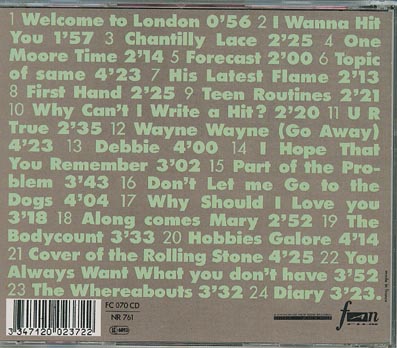 1 Welcome to London 0'56 2 I Wanna Hit
You 1'57 3 Chantilly Lace 2'25 4 One
Moore Time 2'14 5 Forecast 2'00 6 Topic
of same 4'23 7 His Latest Flame 2'13
8 First Hand 2'25 9 Teen Routines 2'21
10 Why Can't I Write a Hit? 2'20 11 U R
True 2'35 12 Wayne Wayne (Go Away)
4'23 13 Debbie 4'00 14 I Hope That
You Remember 3'02 15 Part of the Pro-
blem 3'43 16 Don't Let me Go to the
Dogs 4'04 17 Why Should I Love you
3'18 18 Along comes Mary 2'52 19 The
Bodycount 3'33 20 Hobbies Galore 4'14
21 Cover of the Rolling Stone 4'25 22 You
Always Want What you don't have 3'52
23 The Whereabouts 3'32 24 Diary 3'23.
FC 070 CD
NR 761
3 347120 023722
fan